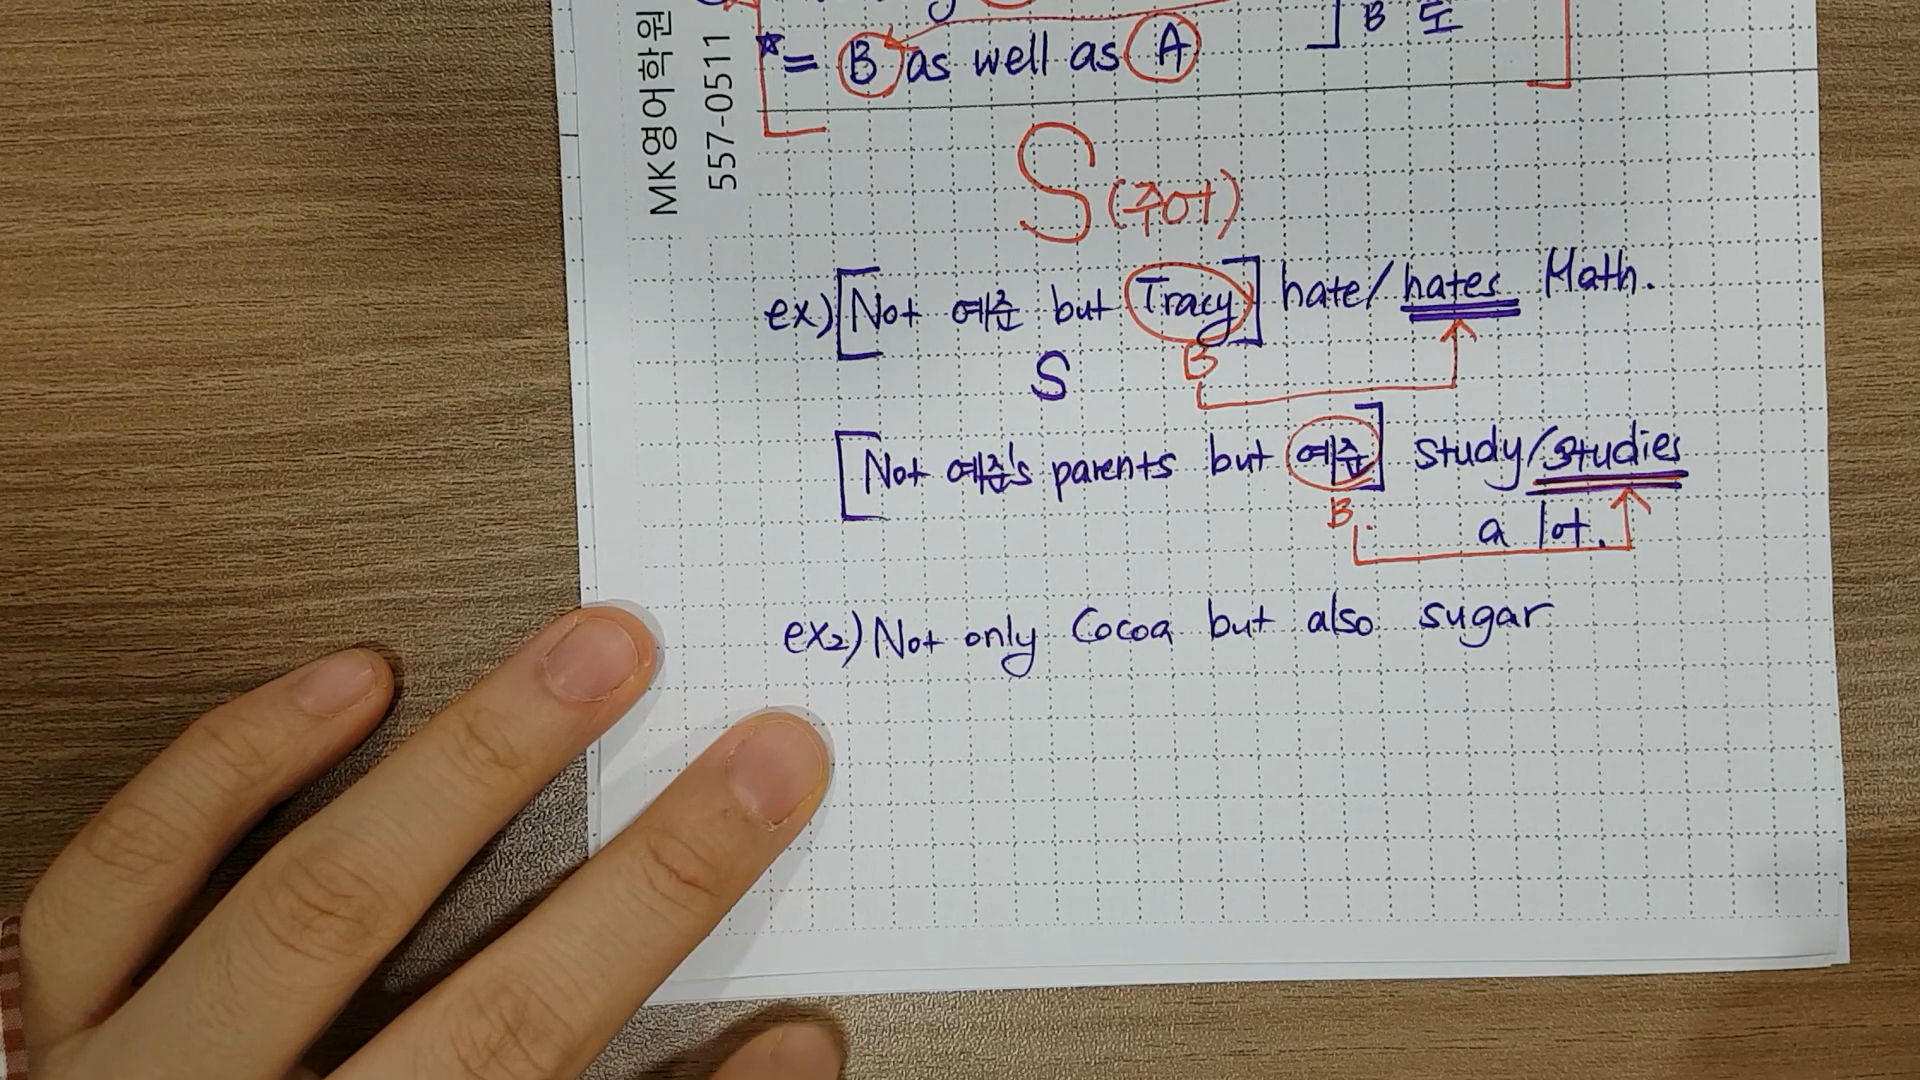 MK영어학원
557-0511
B 도
*= B as well as A
S (주어)
ex) [Not 예준 but Tracy] hate/hates Math.
S B
[Not 예준's parents but 예준] study/studies
B a lot.
ex2) Not only Cocoa but also sugar